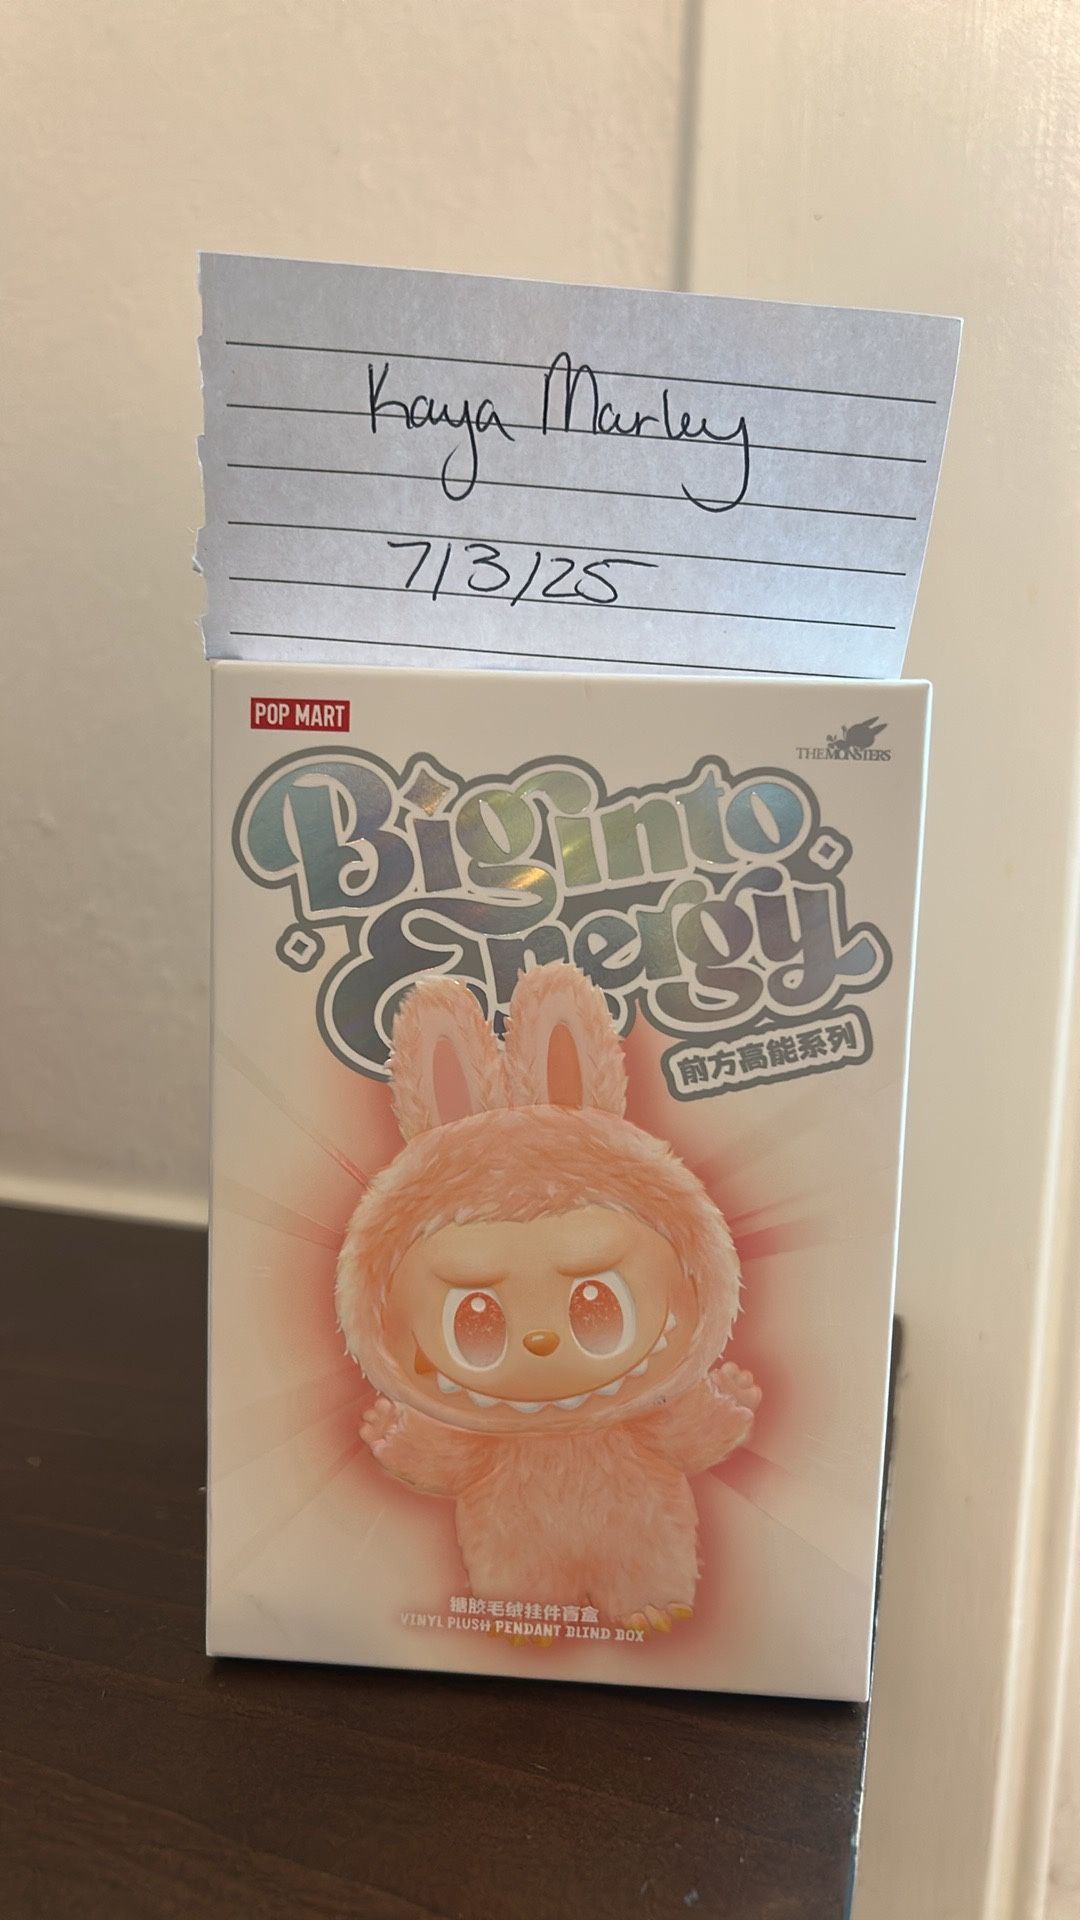 Kaya Marley
7/3/25
POP MART
THE MONSTERS
Big into
Energy
前方高能系列
搪胶毛绒挂件盲盒
VINYL PLUSH PENDANT BLIND BOX